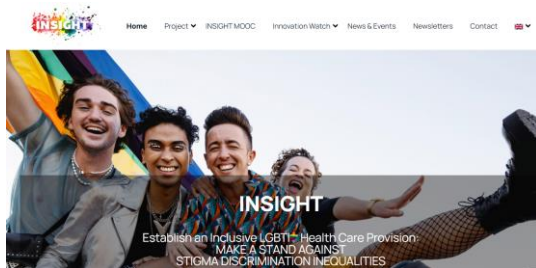 INSIGHT
Home Project INSIGHT MOOC Innovation Watch News & Events Newsletters Contact
INSIGHT
Establish an Inclusive LGBTI+ Health Care Provision:
MAKE A STAND AGAINST
STIGMA DISCRIMINATION INEQUALITIES